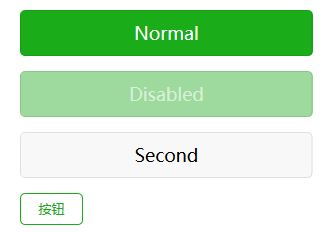 Normal
Disabled
Second
按钮